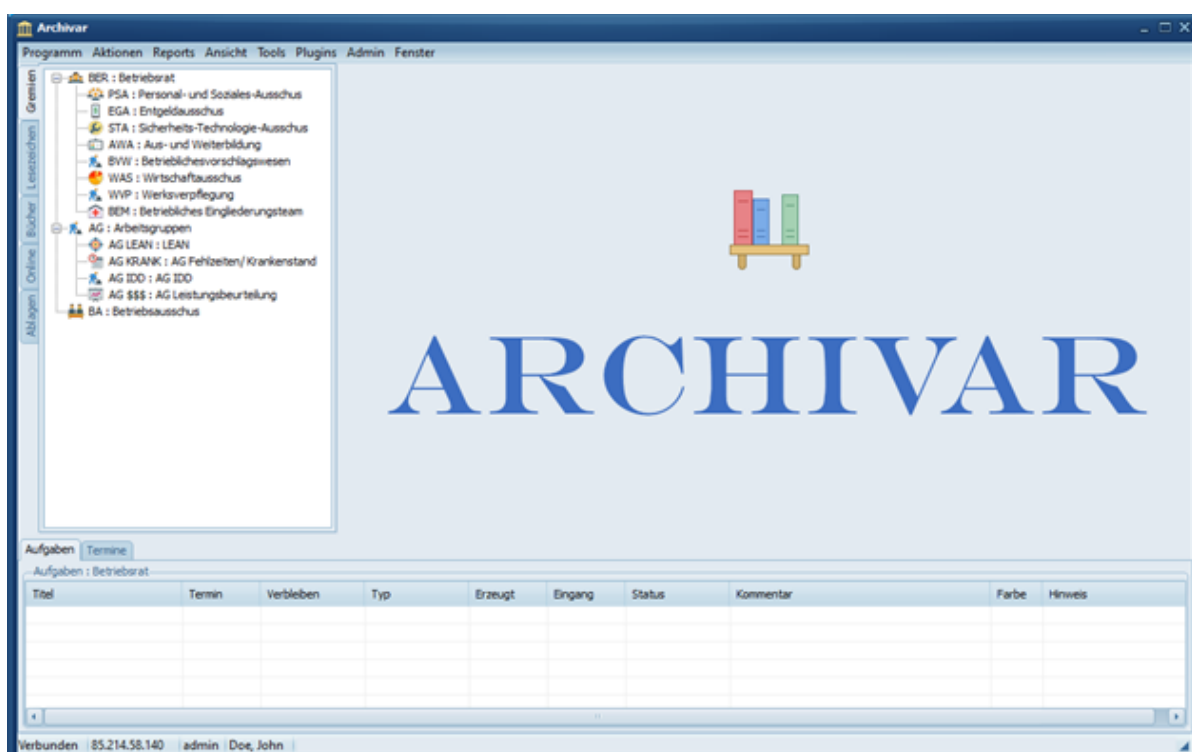 Archivar
Programm Aktionen Reports Ansicht Tools Plugins Admin Fenster
Gremien
Lesezeichen
Bücher
Online
Ablagen
BER : Betriebsrat
PSA : Personal- und Soziales-Ausschus
EGA : Entgeldausschus
STA : Sicherheits-Technologie-Ausschus
AWA : Aus- und Weiterbildung
BVW : Betrieblichesvorschlagswesen
WAS : Wirtschaftausschus
WVP : Werksverpflegung
BEM : Betriebliches Eingliederungsteam
AG : Arbeitsgruppen
AG LEAN : LEAN
AG KRANK : AG Fehlzeiten/Krankenstand
AG IDD : AG IDD
AG $$$ : AG Leistungsbeurteilung
BA : Betriebsausschus
ARCHIVAR
Aufgaben Termine
Aufgaben : Betriebsrat
Titel Termin Verbleiben Typ Erzeugt Eingang Status Kommentar Farbe Hinweis
Verbunden 85.214.58.140 admin Doe, John